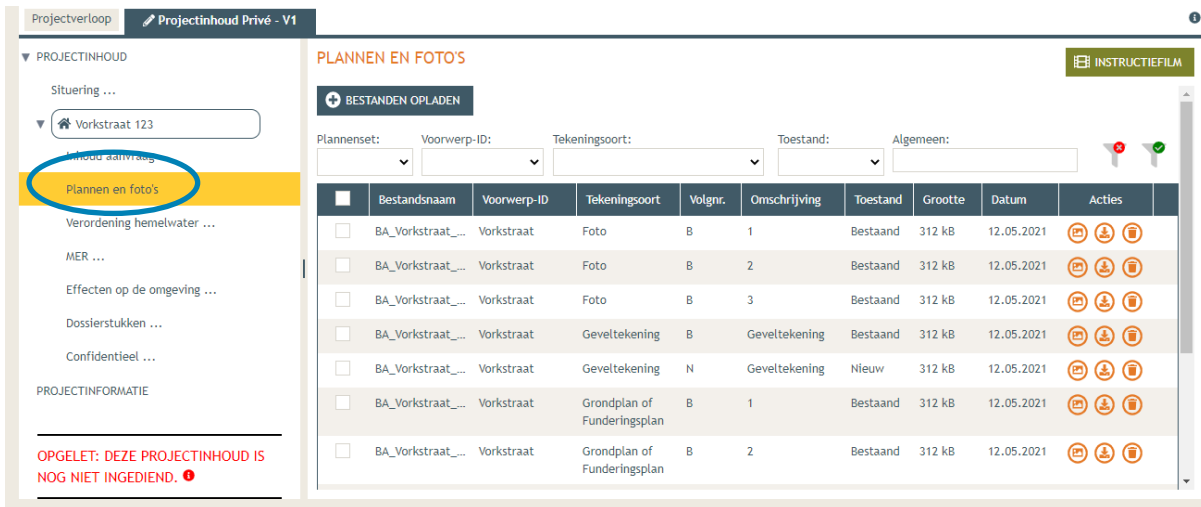 Projectverloop
Projectinhoud Privé - V1
PROJECTINHOUD
Situering ...
Vorkstraat 123
Inhoud aanvraag
Plannen en foto's
Verordening hemelwater ...
MER ...
Effecten op de omgeving ...
Dossierstukken ...
Confidentieel ...
PROJECTINFORMATIE
OPGELET: DEZE PROJECTINHOUD IS
NOG NIET INGEDIEND.
PLANNEN EN FOTO'S
INSTRUCTIEFILM
BESTANDEN OPLADEN
Plannenset: Voorwerp-ID: Tekeningsoort: Toestand: Algemeen:
Bestandsnaam Voorwerp-ID Tekeningsoort Volgnr. Omschrijving Toestand Grootte Datum Acties
BA_Vorkstraat_... Vorkstraat Foto B 1 Bestaand 312 kB 12.05.2021
BA_Vorkstraat_... Vorkstraat Foto B 2 Bestaand 312 kB 12.05.2021
BA_Vorkstraat_... Vorkstraat Foto B 3 Bestaand 312 kB 12.05.2021
BA_Vorkstraat_... Vorkstraat Geveltekening B Geveltekening Bestaand 312 kB 12.05.2021
BA_Vorkstraat_... Vorkstraat Geveltekening N Geveltekening Nieuw 312 kB 12.05.2021
BA_Vorkstraat_... Vorkstraat Grondplan of B 1 Bestaand 312 kB 12.05.2021
Funderingsplan
BA_Vorkstraat_... Vorkstraat Grondplan of B 2 Bestaand 312 kB 12.05.2021
Funderingsplan